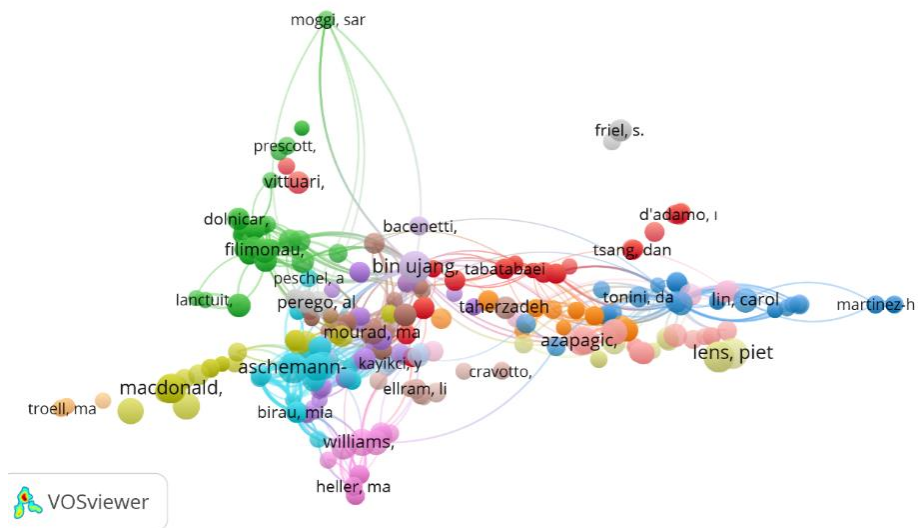 moggi, sar
friel, s.
prescott,
vittuari,
dolnicar,
d'adamo, i
bacenetti,
filimonau,
tsang, dan
bin ujang,
tabatabaei
peschel, a
lanctuit,
perego, al
taherzadeh
tonini, da
lin, carol
martinez-h
mourad, ma
azapagic,
lens, piet
aschemann-
kayikci, y
cravotto,
macdonald,
ellram, li
troell, ma
birau, mia
williams,
heller, ma
VOSviewer